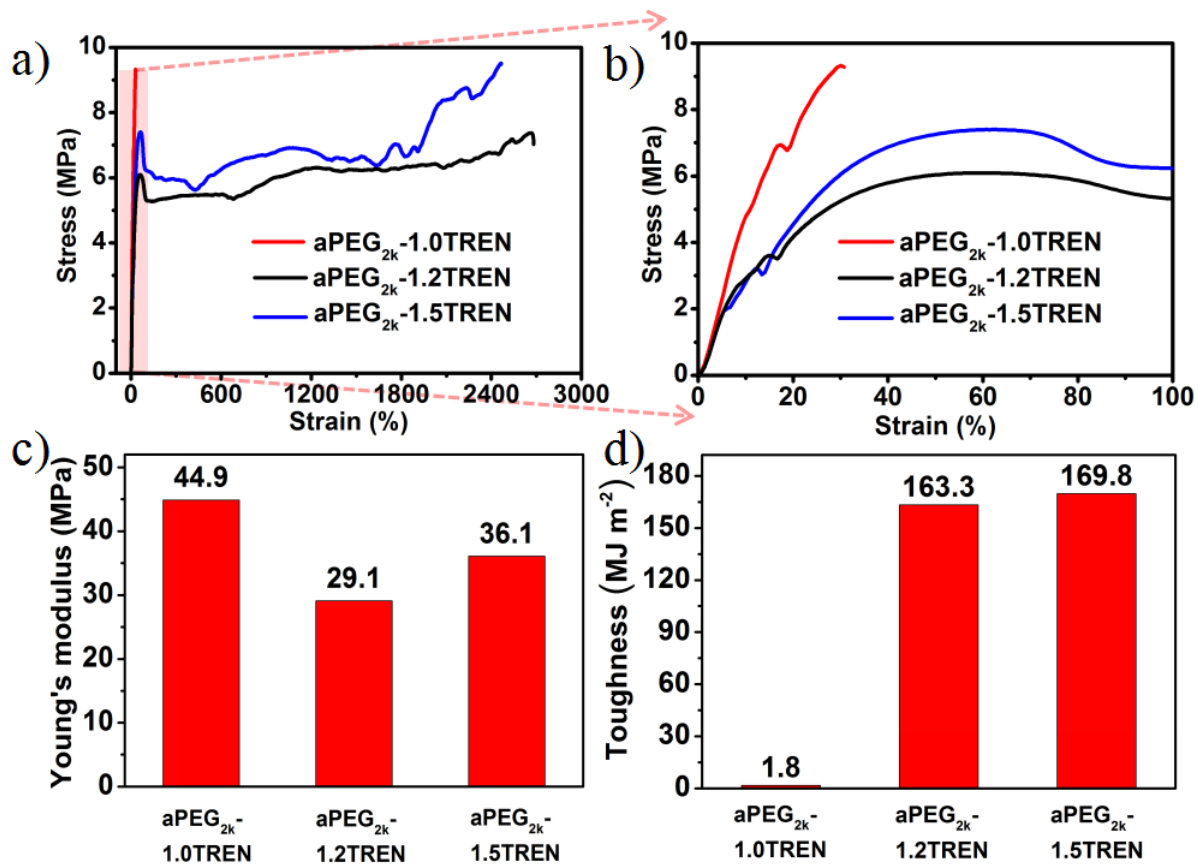 a)
10
8
6
4
2
0
Stress (MPa)
aPEG2k-1.0TREN
aPEG2k-1.2TREN
aPEG2k-1.5TREN
0 600 1200 1800 2400 3000
Strain (%)
b)
10
8
6
4
2
0
Stress (MPa)
aPEG2k-1.0TREN
aPEG2k-1.2TREN
aPEG2k-1.5TREN
0 20 40 60 80 100
Strain (%)
c)
50
40
30
20
10
0
Young's modulus (MPa)
44.9
29.1
36.1
aPEG2k-
1.0TREN
aPEG2k-
1.2TREN
aPEG2k-
1.5TREN
d)
180
150
120
90
60
30
0
Toughness (MJ m-2)
1.8
163.3
169.8
aPEG2k-
1.0TREN
aPEG2k-
1.2TREN
aPEG2k-
1.5TREN